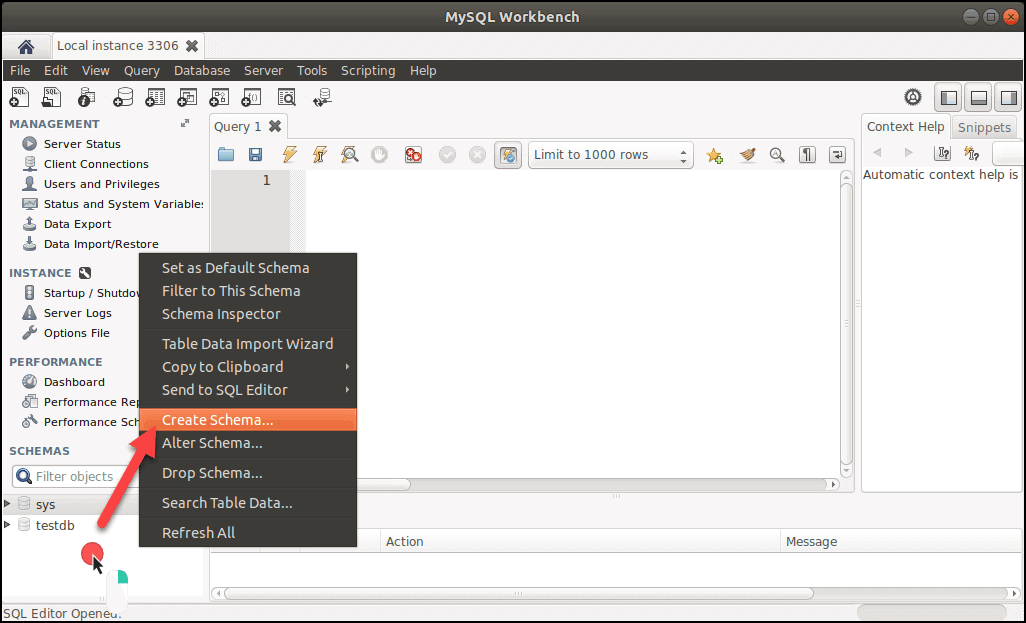 MySQL Workbench
Local instance 3306
File Edit View Query Database Server Tools Scripting Help
MANAGEMENT
Server Status
Client Connections
Users and Privileges
Status and System Variables
Data Export
Data Import/Restore
INSTANCE
Startup / Shutdow
Server Logs
Options File
PERFORMANCE
Dashboard
Performance Rep
Performance Sch
SCHEMAS
Filter objects
sys
testdb
Query 1
Limit to 1000 rows
1
Set as Default Schema
Filter to This Schema
Schema Inspector
Table Data Import Wizard
Copy to Clipboard
Send to SQL Editor
Create Schema...
Alter Schema...
Drop Schema...
Search Table Data...
Refresh All
Context Help Snippets
Automatic context help is
Action Message
SQL Editor Opened.